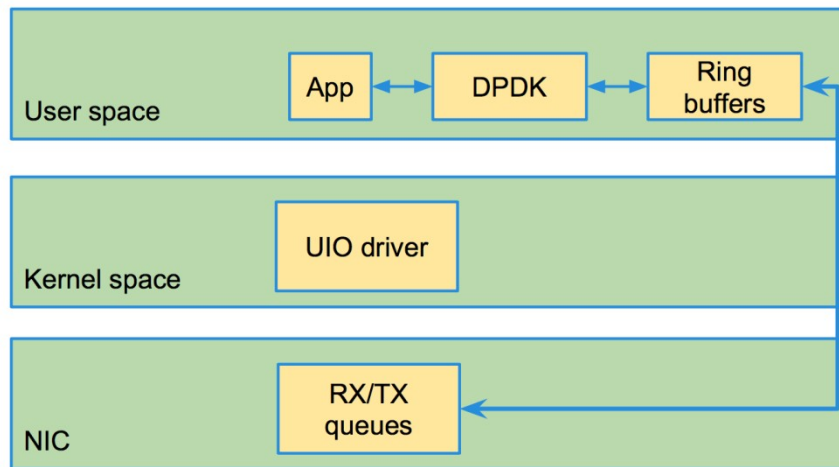 App
DPDK
Ring
buffers
User space
UIO driver
Kernel space
RX/TX
queues
NIC